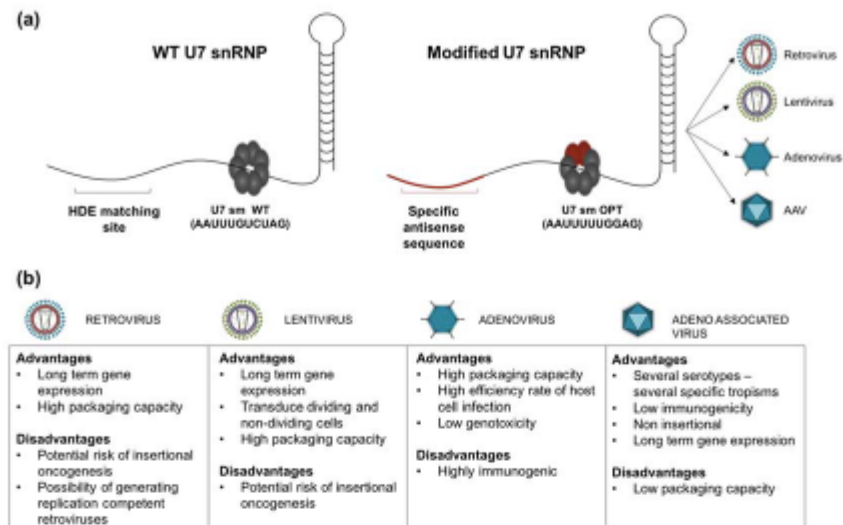 (a)
WT U7 snRNP
Modified U7 snRNP
Retrovirus
Lentivirus
Adenovirus
AAV
HDE matching
site
U7 sm WT
(AAUUUGUCUAG)
Specific
antisense
sequence
U7 sm OPT
(AAUUUUUGGAG)
(b)
RETROVIRUS
Advantages
• Long term gene
expression
• High packaging capacity
Disadvantages
• Potential risk of insertional
oncogenesis
• Possibility of generating
replication competent
retroviruses
LENTIVIRUS
Advantages
• Long term gene
expression
• Transduce dividing and
non-dividing cells
• High packaging capacity
Disadvantages
• Potential risk of insertional
oncogenesis
ADENOVIRUS
Advantages
• High packaging capacity
• High efficiency rate of host
cell infection
• Low genotoxicity
Disadvantages
• Highly immunogenic
ADENO ASSOCIATED
VIRUS
Advantages
• Several serotypes –
several specific tropisms
• Low immunogenicity
• Non insertional
• Long term gene expression
Disadvantages
• Low packaging capacity